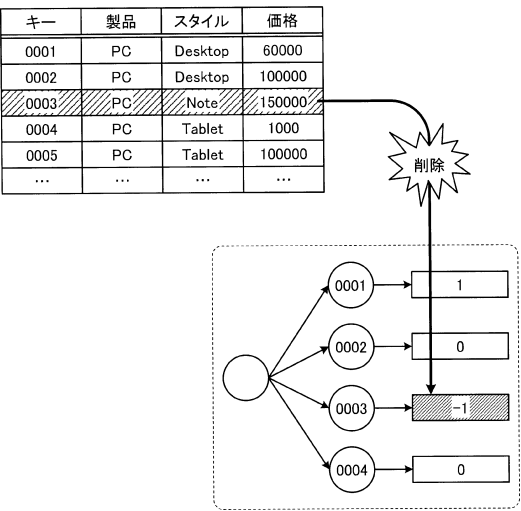 キー 製品 スタイル 価格
0001 PC Desktop 60000
0002 PC Desktop 100000
0003 PC Note 150000
0004 PC Tablet 1000
0005 PC Tablet 100000
… … … …
削除
0001 1
0002 0
0003 -1
0004 0